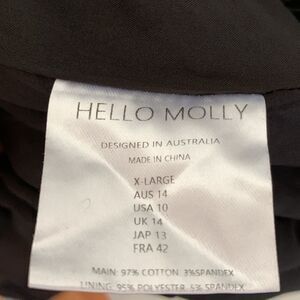 HELLO MOLLY
DESIGNED IN AUSTRALIA
MADE IN CHINA
X-LARGE
AUS 14
USA 10
UK 14
JAP 13
FRA 42
MAIN: 97% COTTON 3%SPANDEX
LINING: 95% POLYESTER 5% SPANDEX